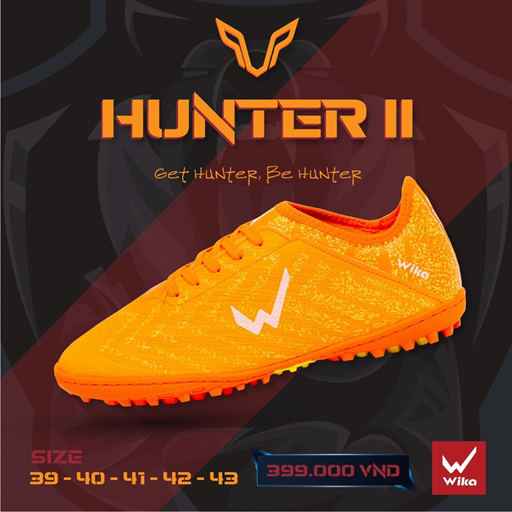 HUNTER II
Get Hunter, Be Hunter
Wika
SIZE
39 - 40 - 41 - 42 - 43
399.000 VND
Wika